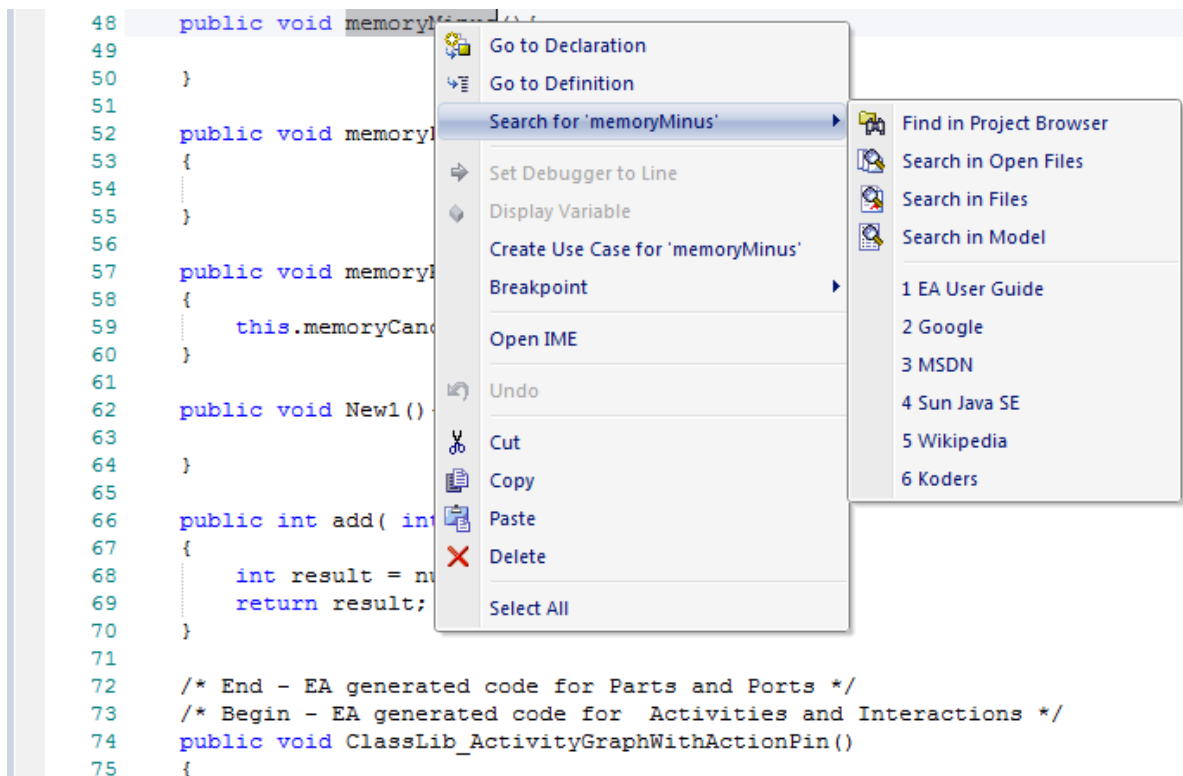 48 public void memoryMinus(){
49
50 }
51
52 public void
53 {
54
55 }
56
57 public void
58 {
59 this.
60 }
61
62 public void New1()
63
64 }
65
66 public int add( int
67 {
68 int result =
69 return result;
70 }
71
72 /* End - EA generated code for Parts and Ports */
73 /* Begin - EA generated code for  Activities and Interactions */
74 public void ClassLib_ActivityGraphWithActionPin()
75 {
Go to Declaration
Go to Definition
Search for 'memoryMinus'
Set Debugger to Line
Display Variable
Create Use Case for 'memoryMinus'
Breakpoint
Open IME
Undo
Cut
Copy
Paste
Delete
Select All
Find in Project Browser
Search in Open Files
Search in Files
Search in Model
1 EA User Guide
2 Google
3 MSDN
4 Sun Java SE
5 Wikipedia
6 Koders